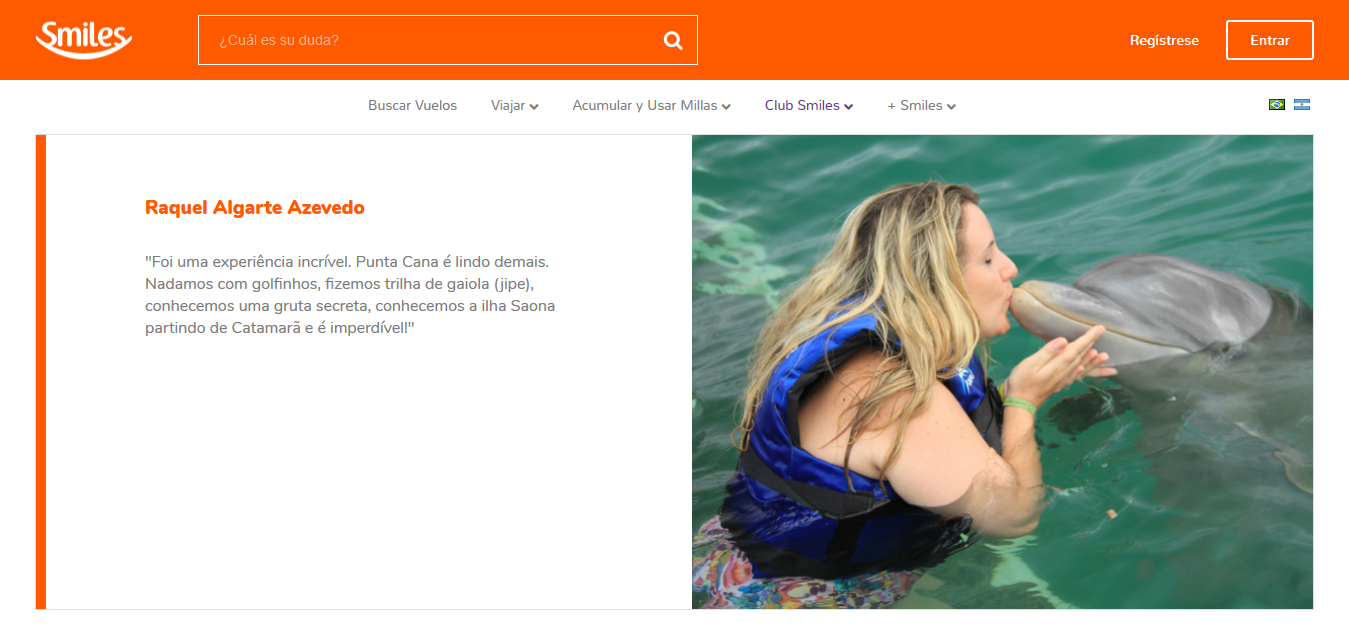 Smiles
¿Cuál es su duda?
Regístrese
Entrar
Buscar Vuelos
Viajar
Acumular y Usar Millas
Club Smiles
+ Smiles
Raquel Algarte Azevedo
"Foi uma experiência incrível. Punta Cana é lindo demais.
Nadamos com golfinhos, fizemos trilha de gaiola (jipe),
conhecemos uma gruta secreta, conhecemos a ilha Saona
partindo de Catamarã e é imperdível!"